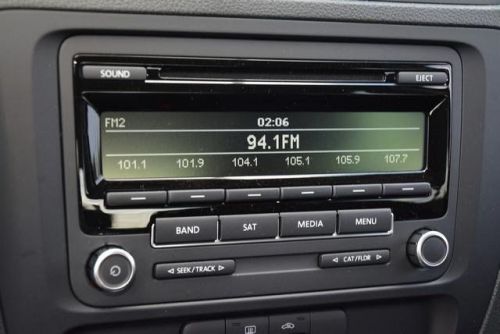 SOUND EJECT
FM2 02:06
94.1FM
101.1 101.9 104.1 105.1 105.9 107.7
BAND SAT MEDIA MENU
SEEK/TRACK CAT/FLDR